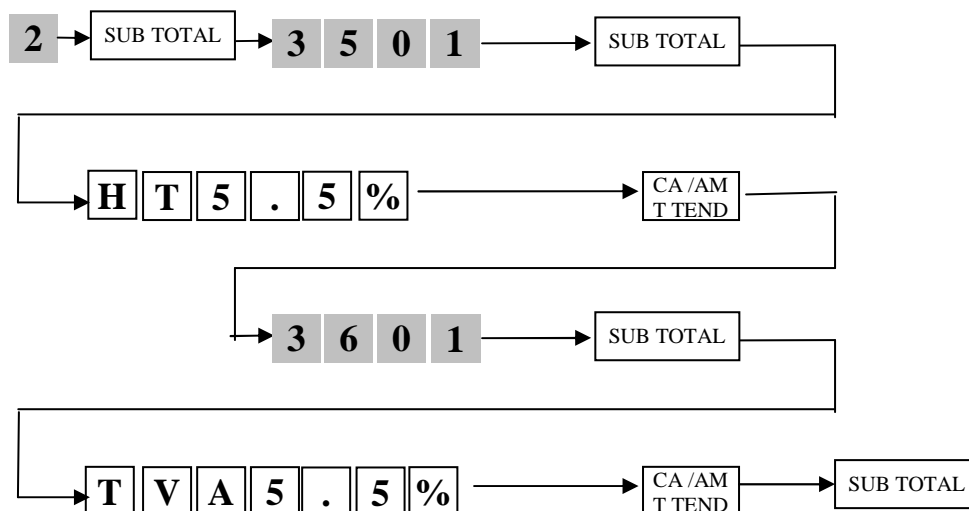 2 SUB TOTAL 3 5 0 1 SUB TOTAL
H T 5 . 5 % CA /AM
T TEND
3 6 0 1 SUB TOTAL
T V A 5 . 5 % CA /AM
T TEND SUB TOTAL